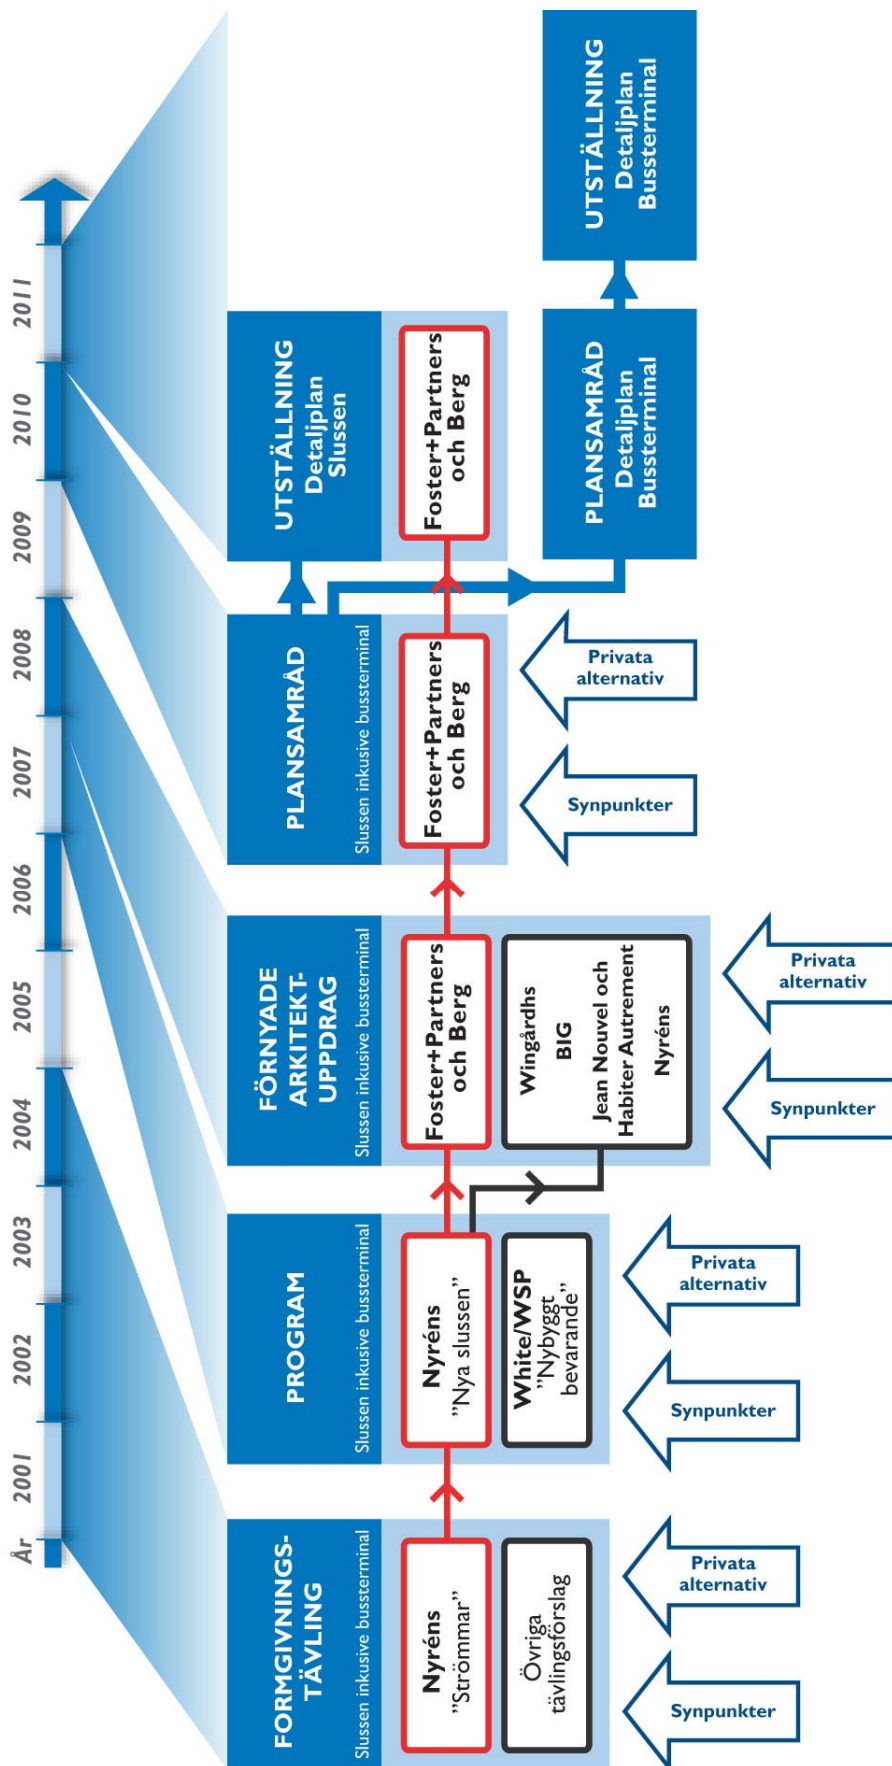 År
2001
2002
2003
2004
2005
2006
2007
2008
2009
2010
2011
FORMGIVNINGS-
TÄVLING
Slussen inkusive bussterminal
Nyréns
”Strömmar”
Övriga
tävlingsförslag
Synpunkter
Privata
alternativ
PROGRAM
Slussen inkusive bussterminal
Nyréns
”Nya slussen”
White/WSP
”Nybyggt
bevarande”
Synpunkter
Privata
alternativ
FÖRNYADE
ARKITEKT-
UPPDRAG
Slussen inkusive bussterminal
Foster+Partners
och Berg
Wingårdhs
BIG
Jean Nouvel och
Habiter Autrement
Nyréns
Synpunkter
Privata
alternativ
PLANSAMRÅD
Slussen inkusive bussterminal
Foster+Partners
och Berg
Synpunkter
Privata
alternativ
UTSTÄLLNING
Detaljplan
Slussen
Foster+Partners
och Berg
PLANSAMRÅD
Detaljplan
Bussterminal
UTSTÄLLNING
Detaljplan
Bussterminal